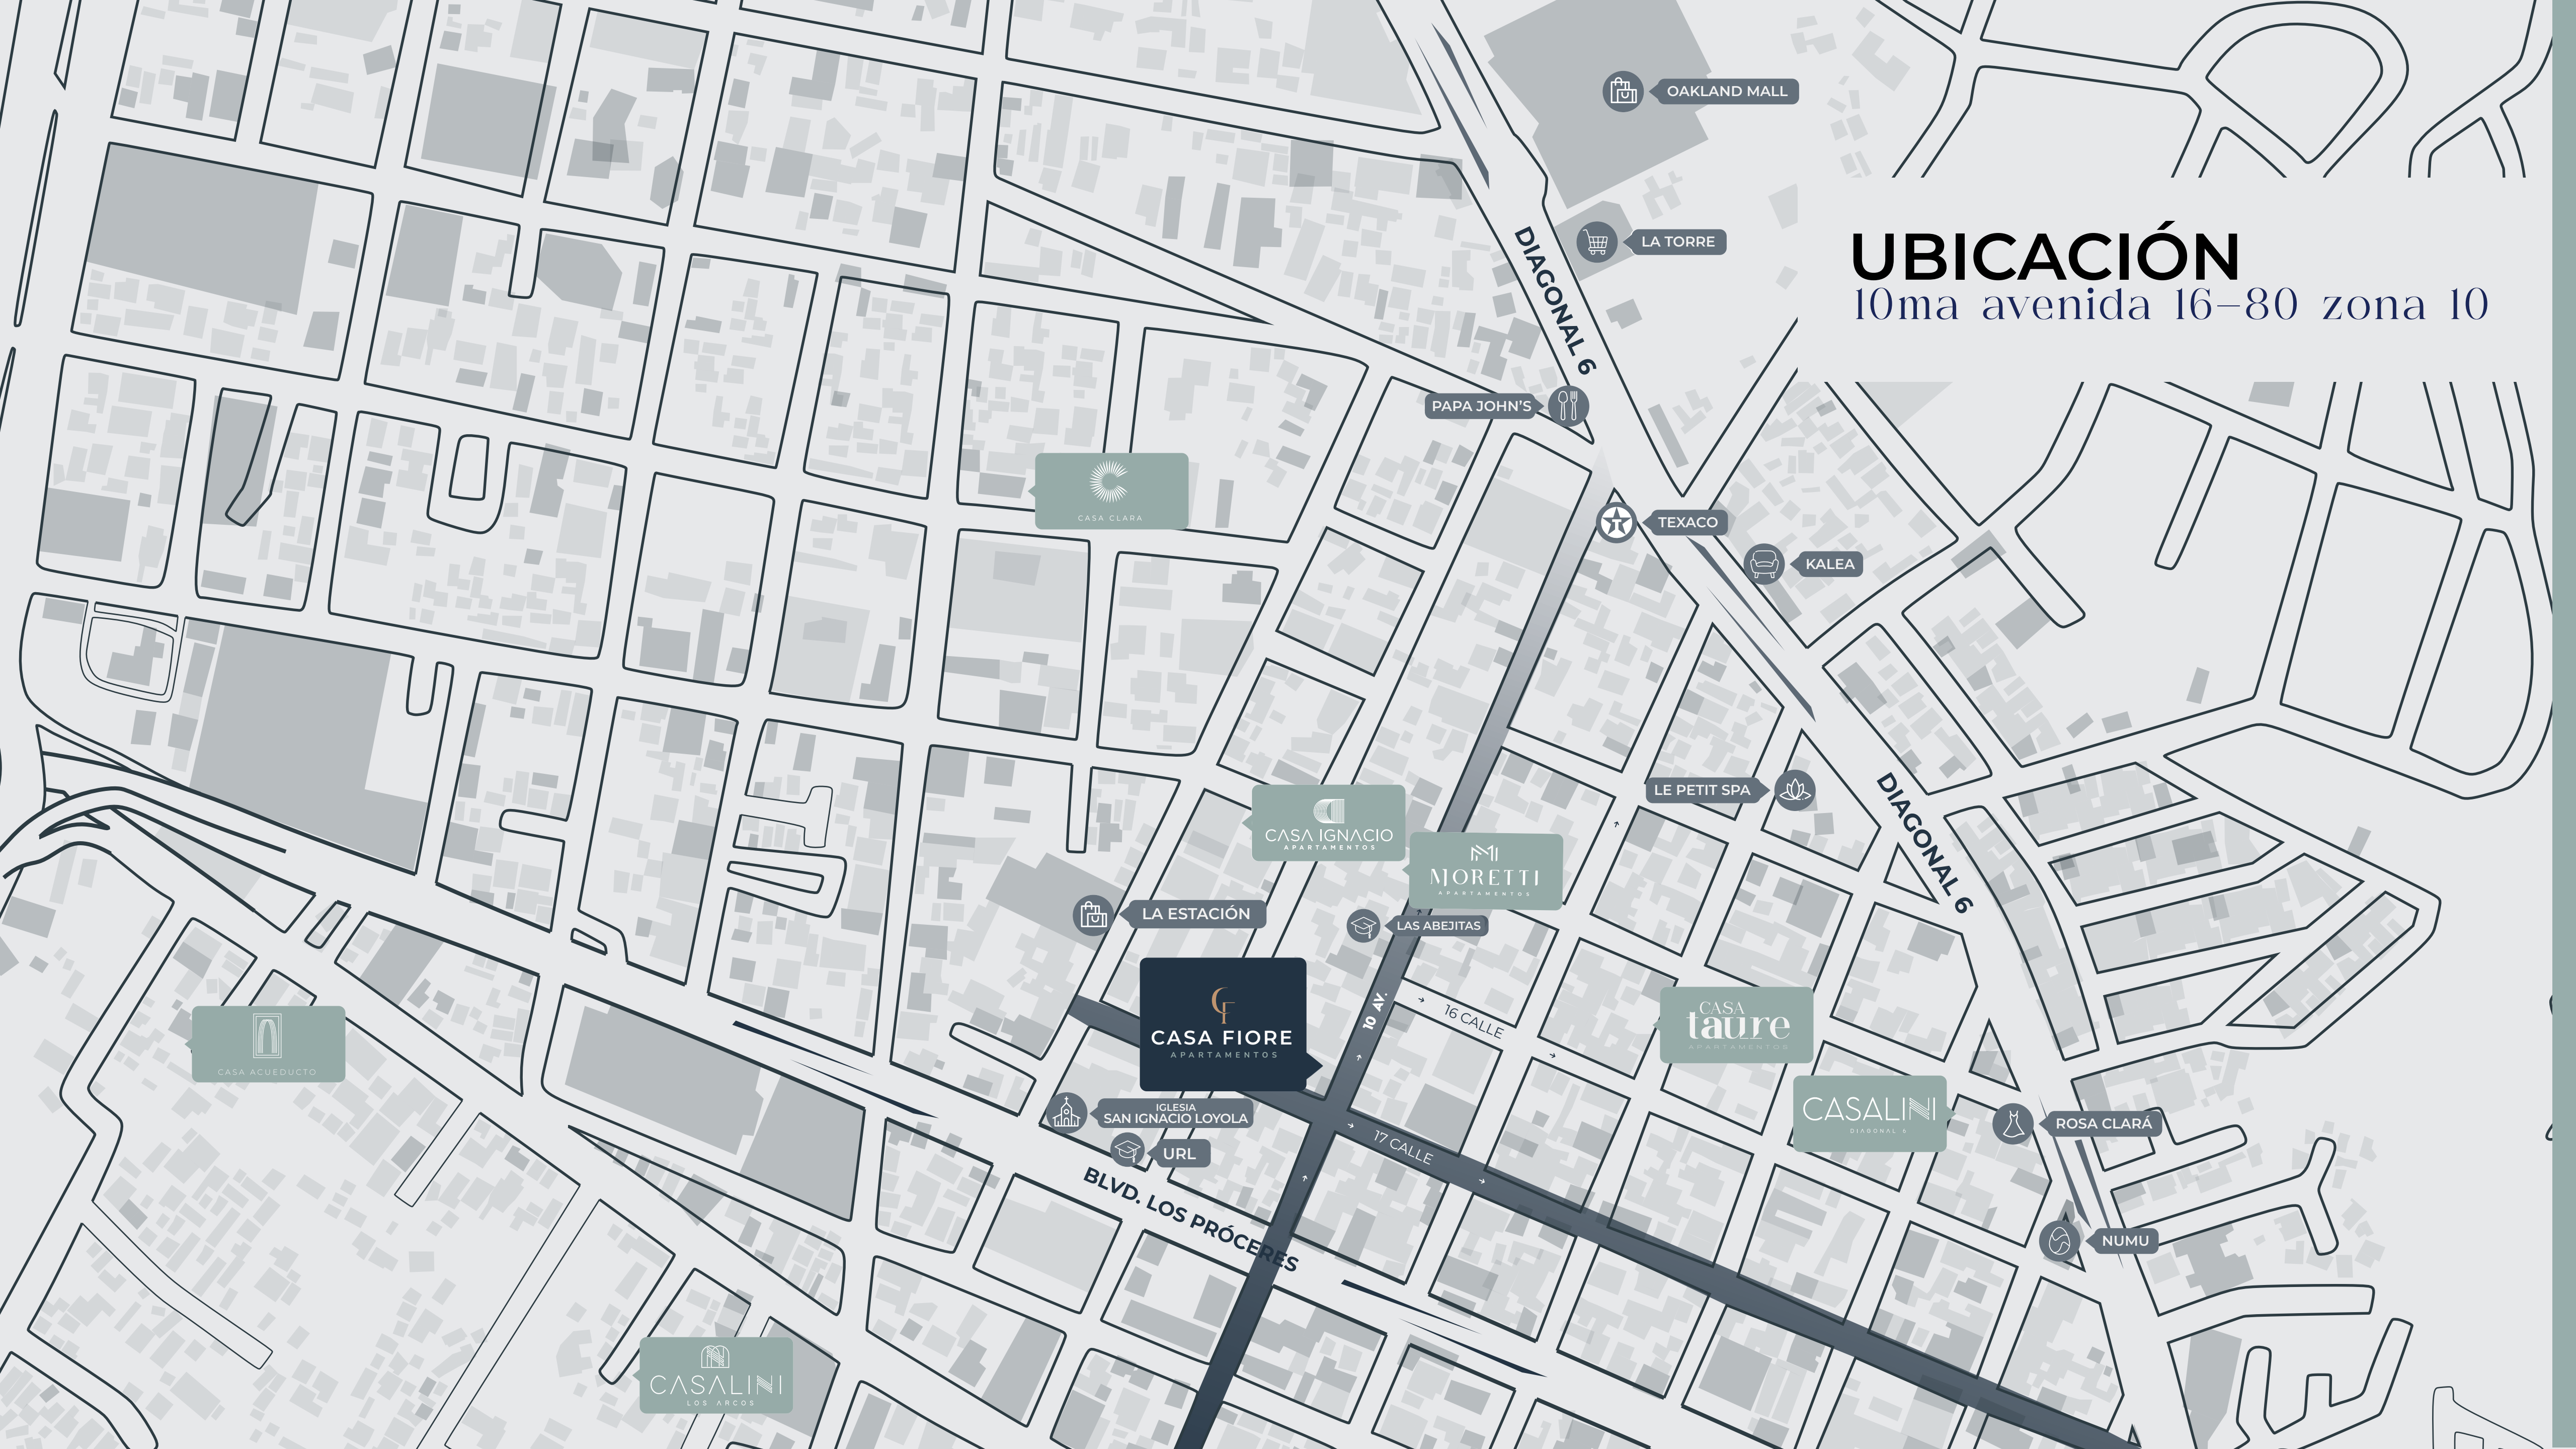 OAKLAND MALL
LA TORRE
DIAGONAL 6
UBICACIÓN
10ma avenida 16-80 zona 10
PAPA JOHN'S
TEXACO
KALEA
CASA CLARA
LE PETIT SPA
DIAGONAL 6
CASA IGNACIO
APARTAMENTOS
MORETTI
APARTAMENTOS
LA ESTACIÓN
LAS ABEJITAS
CF
CASA FIORE
APARTAMENTOS
10 AV.
16 CALLE
CASA
taure
APARTAMENTOS
CASA ACUEDUCTO
CASALINI
DIAGONAL 6
IGLESIA
SAN IGNACIO LOYOLA
URL
17 CALLE
ROSA CLARÁ
BLVD. LOS PRÓCERES
NUMU
CASALINI
LOS ARCOS